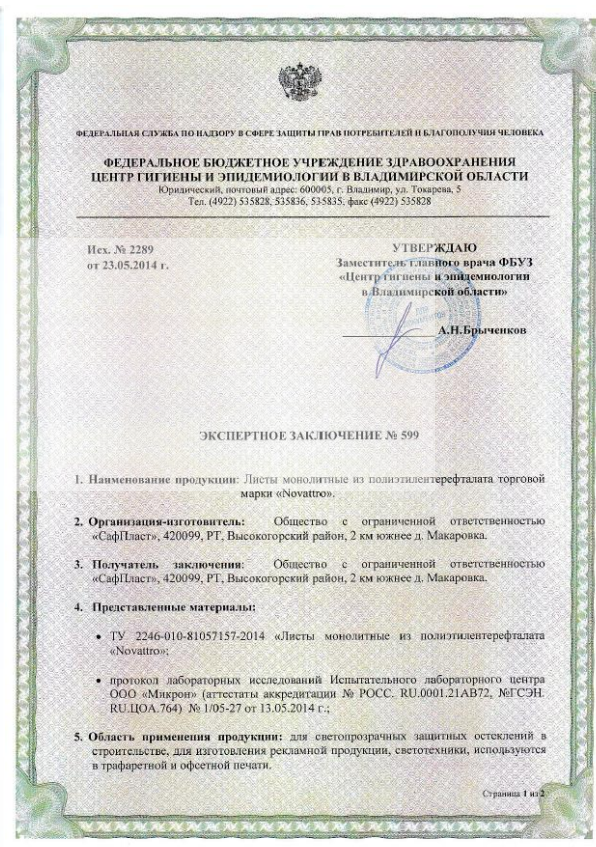 ФЕДЕРАЛЬНАЯ СЛУЖБА ПО НАДЗОРУ В СФЕРЕ ЗАЩИТЫ ПРАВ ПОТРЕБИТЕЛЕЙ И БЛАГОПОЛУЧИЯ ЧЕЛОВЕКА
ФЕДЕРАЛЬНОЕ БЮДЖЕТНОЕ УЧРЕЖДЕНИЕ ЗДРАВООХРАНЕНИЯ
ЦЕНТР ГИГИЕНЫ И ЭПИДЕМИОЛОГИИ В ВЛАДИМИРСКОЙ ОБЛАСТИ
Юридический, почтовый адрес: 600005, г. Владимир, ул. Токарева, 5
Тел. (4922) 535828, 535836, 535835, факс (4922) 535828
Исх. № 2289
от 23.05.2014 г.
УТВЕРЖДАЮ
Заместитель главного врача ФБУЗ
«Центр гигиены и эпидемиологии
в Владимирской области»
А.Н.Брыченков
ЭКСПЕРТНОЕ ЗАКЛЮЧЕНИЕ № 599
1. Наименование продукции: Листы монолитные из полиэтилентерефталата торговой
марки «Novattro».
2. Организация-изготовитель: Общество с ограниченной ответственностью
«СафПласт», 420099, РТ, Высокогорский район, 2 км южнее д. Макаровка.
3. Получатель заключения: Общество с ограниченной ответственностью
«СафПласт», 420099, РТ, Высокогорский район, 2 км южнее д. Макаровка.
4. Представленные материалы:
• ТУ 2246-010-81057157-2014 «Листы монолитные из полиэтилентерефталата
«Novattro»;
• протокол лабораторных исследований Испытательного лабораторного центра
ООО «Микрон» (аттестаты аккредитации № РОСС. RU.0001.21АВ72, №ГСЭН.
RU.ЦОА.764) № 1/05-27 от 13.05.2014 г.;
5. Область применения продукции: для светопрозрачных защитных остеклений в
строительстве, для изготовления рекламной продукции, светотехники, используются
в трафаретной и офсетной печати.
Страница 1 из 2